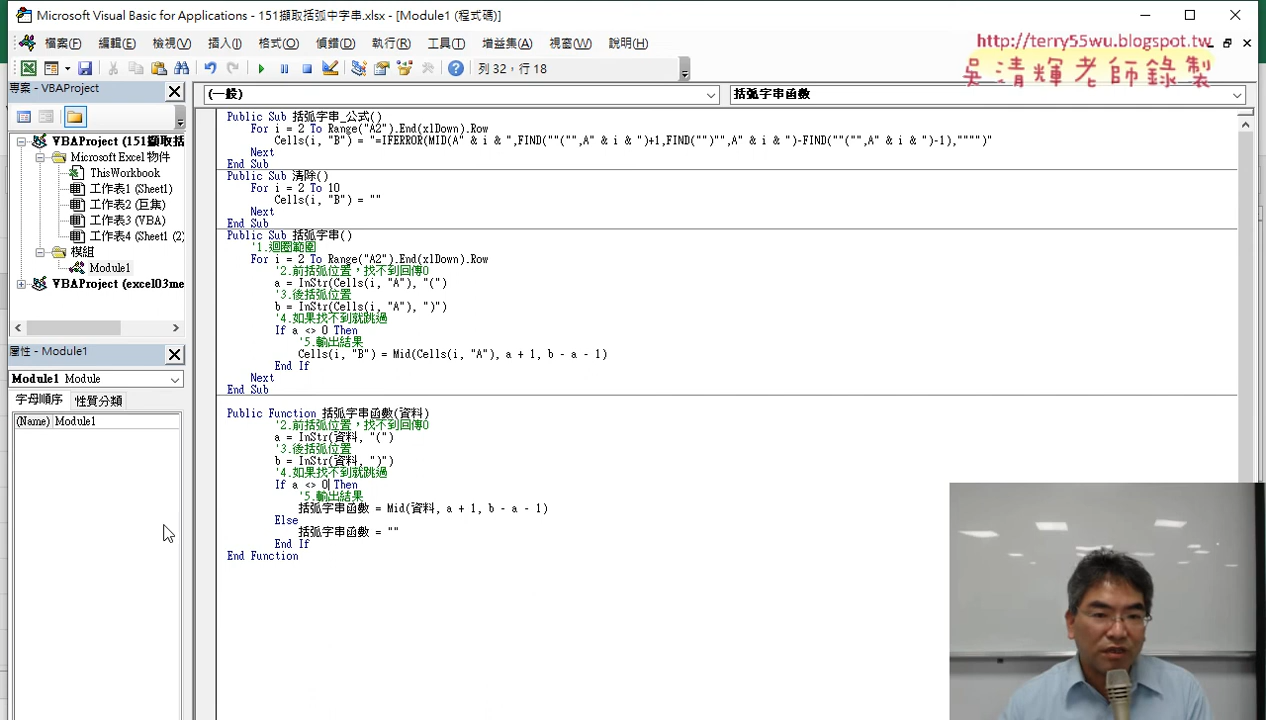 Microsoft Visual Basic for Applications - 151擷取括弧中字串.xlsx - [Module1 (程式碼)]
檔案(F) 編輯(E) 檢視(V) 插入(I) 格式(O) 偵錯(D) 執行(R) 工具(T) 增益集(A) 視窗(W) 說明(H)
http://terry55wu.blogspot.tw
吳清輝老師錄製
列 32, 行 18
專案 - VBAProject
VBAProject (151擷取括
Microsoft Excel 物件
ThisWorkbook
工作表1 (Sheet1)
工作表2 (巨集)
工作表3 (VBA)
工作表4 (Sheet1 (2)
模組
Module1
VBAProject (excel03me
屬性 - Module1
Module1 Module
字母順序 性質分類
(Name) Module1
(一般) 括弧字串函數
Public Sub 括弧字串_公式()
For i = 2 To Range("A2").End(xlDown).Row
Cells(i, "B") = "=IFERROR(MID(A" & i & ",FIND(""("",A" & i & ")+1,FIND("")"",A" & i & ")-FIND(""("",A" & i & ")-1),"""")"
Next
End Sub
Public Sub 清除()
For i = 2 To 10
Cells(i, "B") = ""
Next
End Sub
Public Sub 括弧字串()
'1.迴圈範圍
For i = 2 To Range("A2").End(xlDown).Row
'2.前括弧位置，找不到回傳0
a = InStr(Cells(i, "A"), "(")
'3.後括弧位置
b = InStr(Cells(i, "A"), ")")
'4.如果找不到就跳過
If a <> 0 Then
'5.輸出結果
Cells(i, "B") = Mid(Cells(i, "A"), a + 1, b - a - 1)
End If
Next
End Sub
Public Function 括弧字串函數(資料)
'2.前括弧位置，找不到回傳0
a = InStr(資料, "(")
'3.後括弧位置
b = InStr(資料, ")")
'4.如果找不到就跳過
If a <> 0 Then
'5.輸出結果
括弧字串函數 = Mid(資料, a + 1, b - a - 1)
Else
括弧字串函數 = ""
End If
End Function